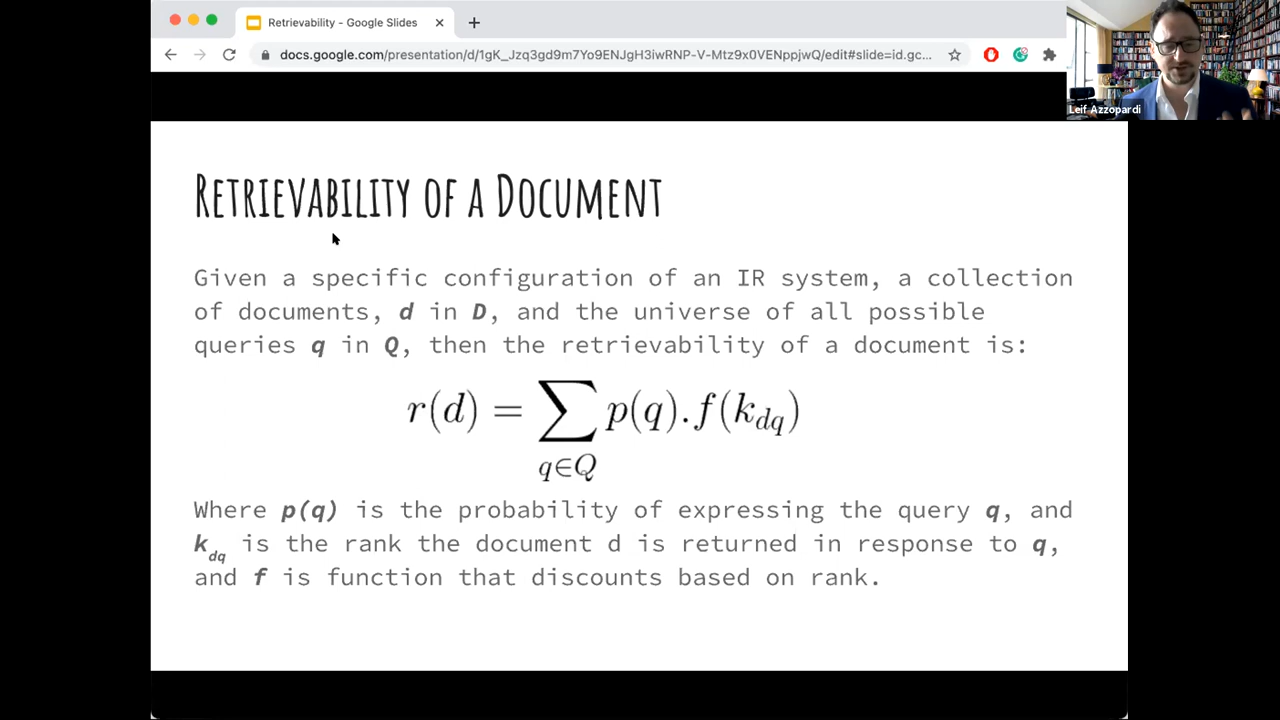 Retrievability - Google Slides
docs.google.com/presentation/d/1gK_Jzq3gd9m7Yo9ENJgH3iwRNP-V-Mtz9x0VENppjwQ/edit#slide=id.gc...
Leif Azzopardi
RETRIEVABILITY OF A DOCUMENT
Given a specific configuration of an IR system, a collection
of documents, d in D, and the universe of all possible
queries q in Q, then the retrievability of a document is:
r(d) = ∑ p(q).f(k_dq)
q∈Q
Where p(q) is the probability of expressing the query q, and
k_dq is the rank the document d is returned in response to q,
and f is function that discounts based on rank.